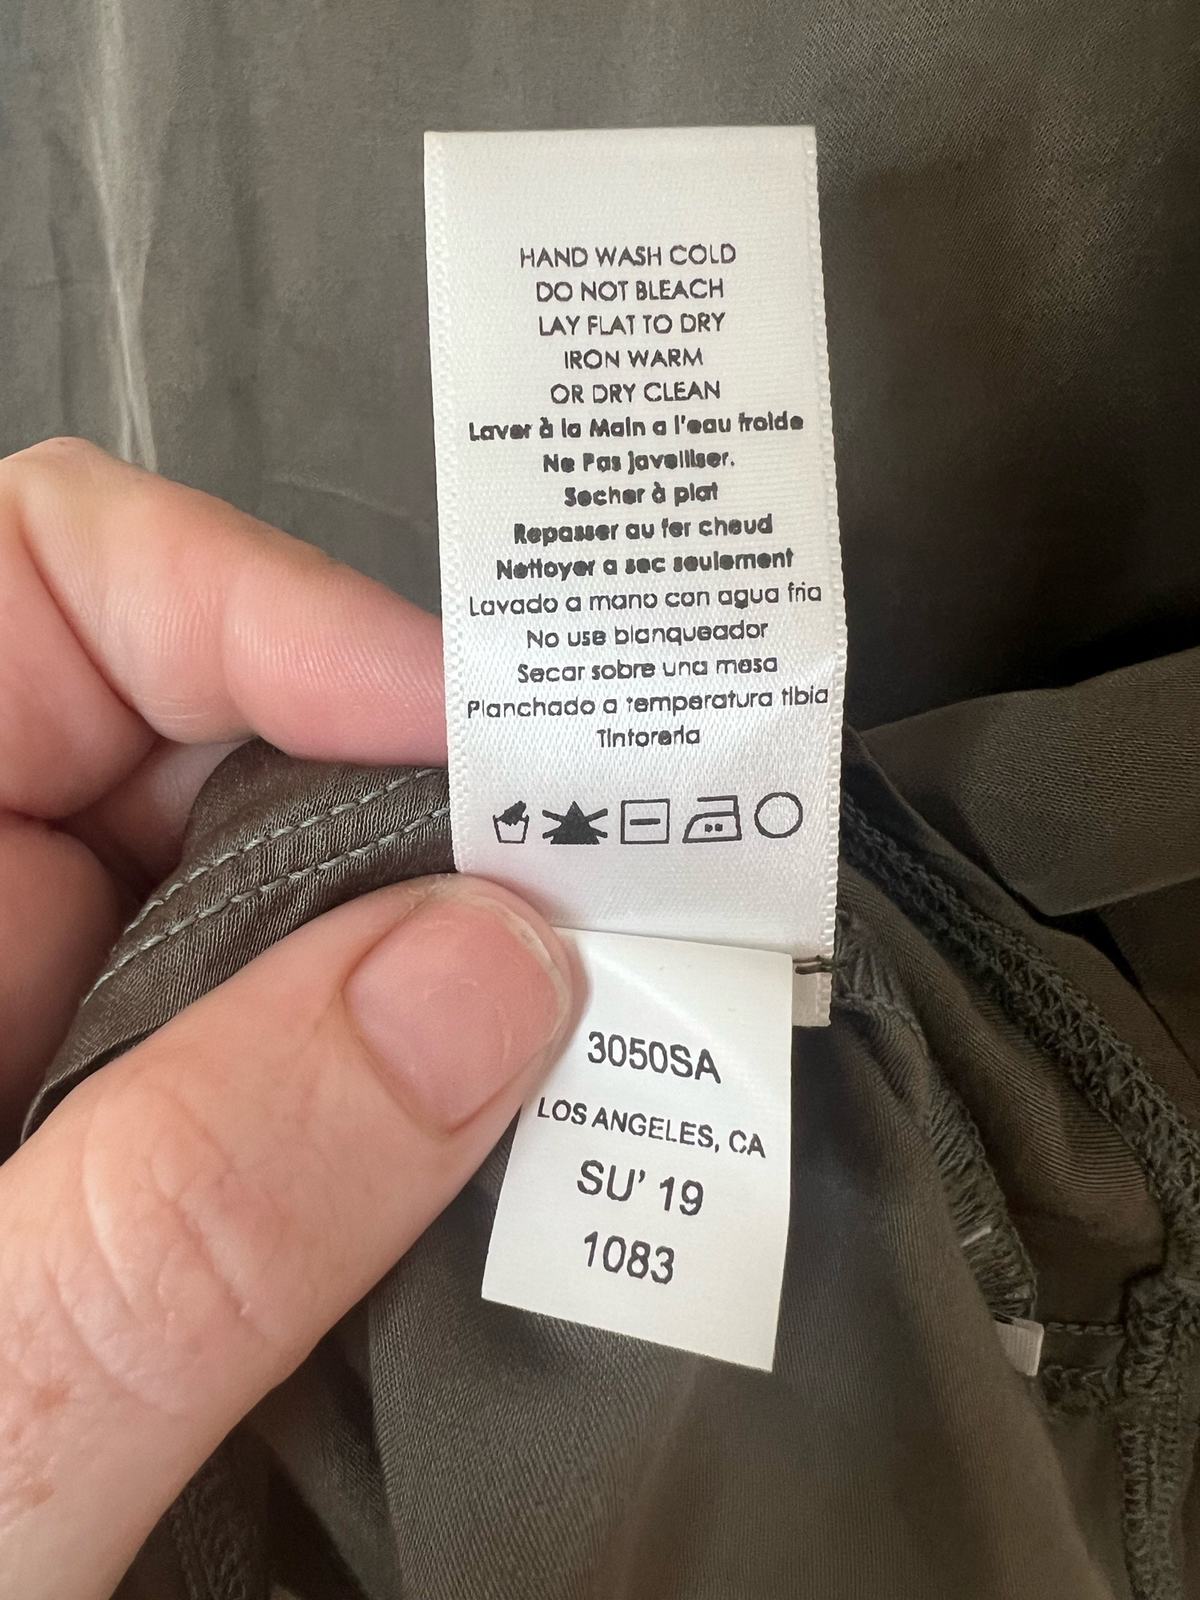 HAND WASH COLD
DO NOT BLEACH
LAY FLAT TO DRY
IRON WARM
OR DRY CLEAN
Laver à la Main a l'eau froide
Ne Pas Javelliser.
Secher à plat
Repasser au fer chaud
Nettoyer a sec seulement
Lavado a mano con agua fria
No use blanqueador
Secar sobre una mesa
Planchado a temperatura tibia
Tintoreria
3050SA
LOS ANGELES, CA
SU' 19
1083